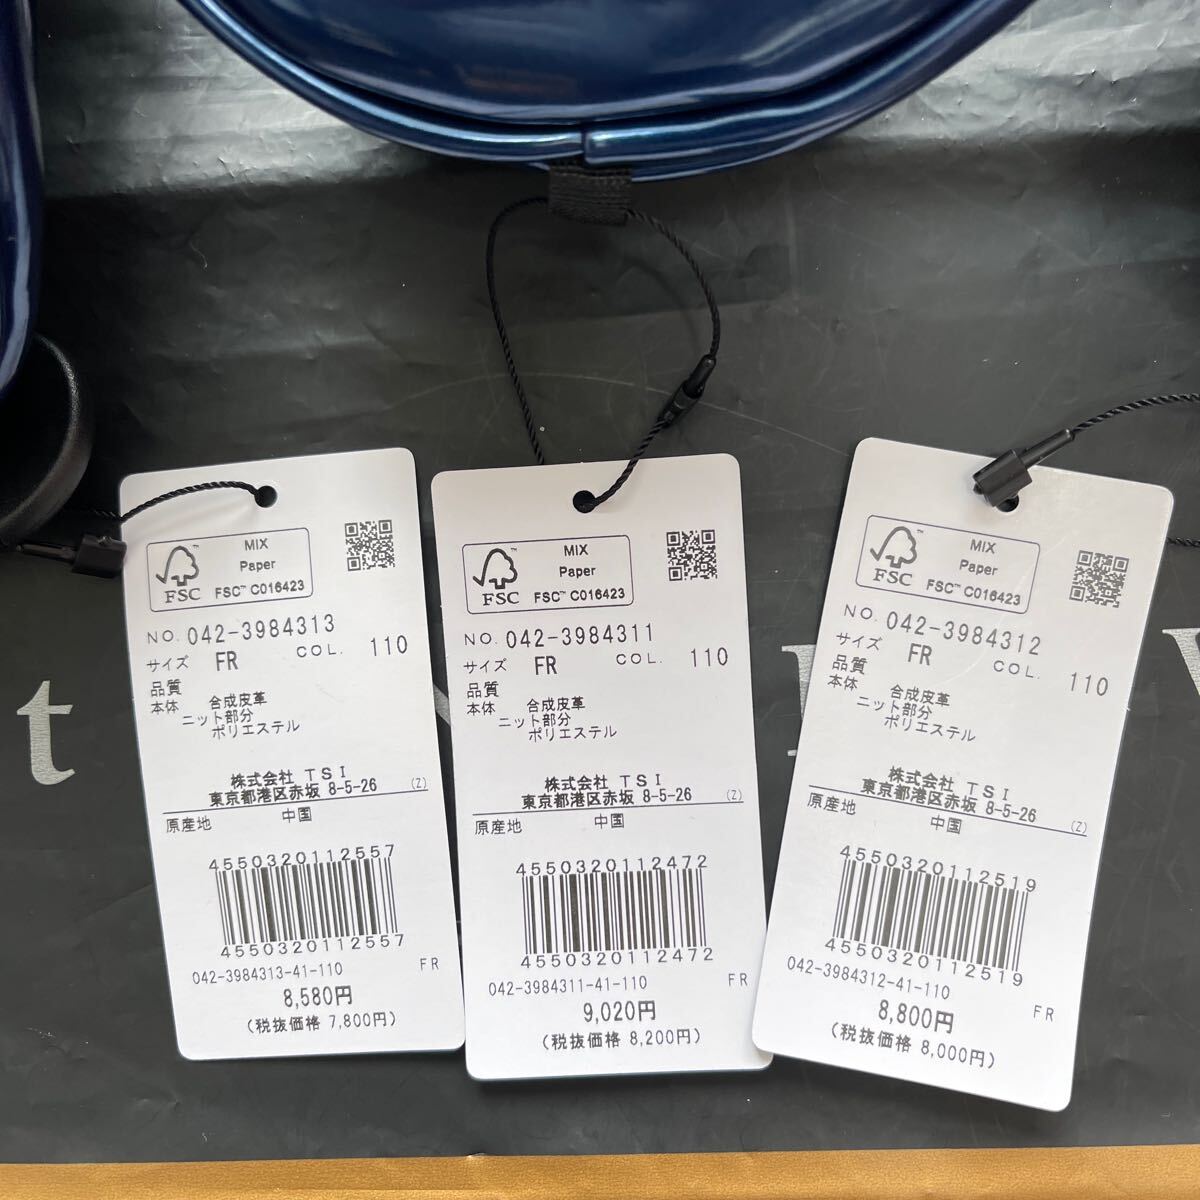 MIX
Paper
FSC™ C016423
FSC
NO. 042-3984313
サイズ FR COL. 110
品質
本体 合成皮革
ニット部分
ポリエステル
株式会社 TSI
東京都港区赤坂 8-5-26 (Z)
原産地 中国
4550320112557
4550320112557
042-3984313-41-110 FR
8,580円
(税抜価格 7,800円)
MIX
Paper
FSC™ C016423
FSC
NO. 042-3984311
サイズ FR COL. 110
品質
本体 合成皮革
ニット部分
ポリエステル
株式会社 TSI
東京都港区赤坂 8-5-26 (Z)
原産地 中国
4550320112472
4550320112472
042-3984311-41-110 FR
9,020円
(税抜価格 8,200円)
MIX
Paper
FSC™ C016423
FSC
NO. 042-3984312
サイズ FR COL. 110
品質
本体 合成皮革
ニット部分
ポリエステル
株式会社 TSI
東京都港区赤坂 8-5-26 (Z)
原産地 中国
4550320112519
4550320112519
042-3984312-41-110 FR
8,800円
(税抜価格 8,000円)
t